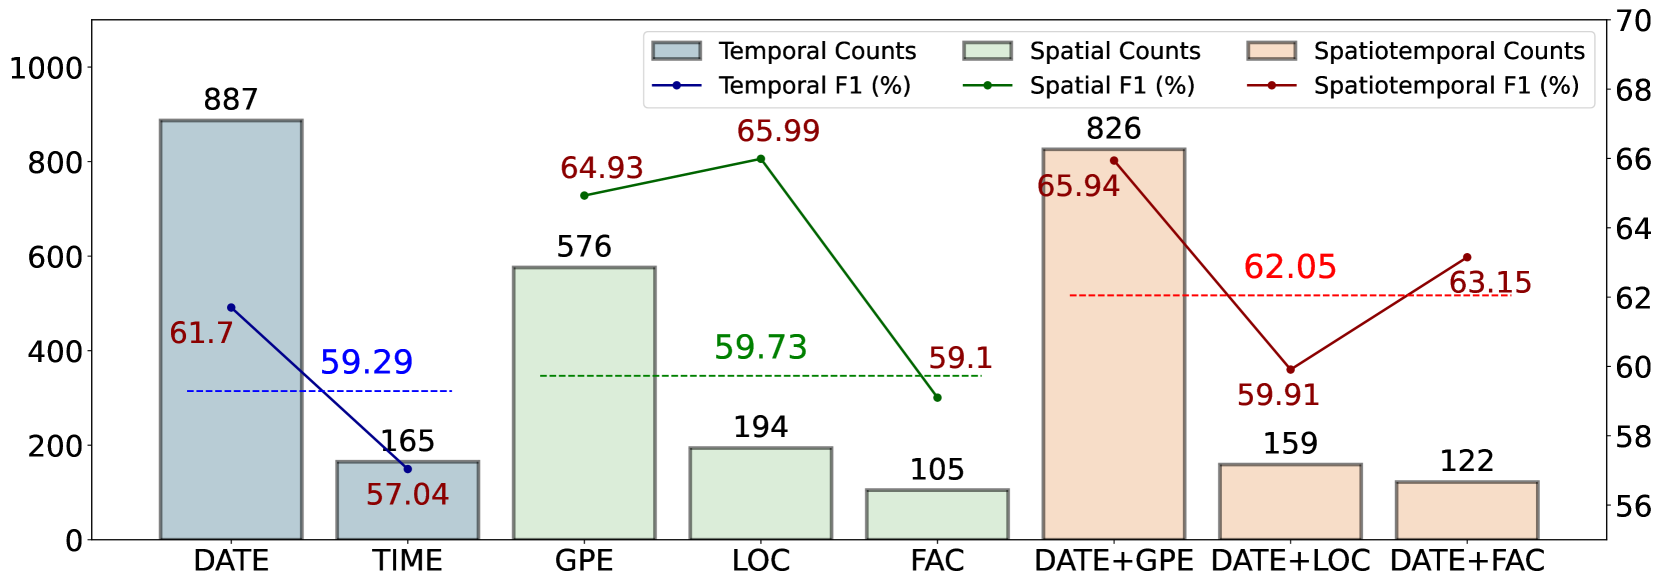 Temporal Counts
Spatial Counts
Spatiotemporal Counts
Temporal F1 (%)
Spatial F1 (%)
Spatiotemporal F1 (%)
1000
800
600
400
200
0
70
68
66
64
62
60
58
56
887
165
576
194
105
826
159
122
61.7
57.04
59.29
64.93
65.99
59.1
59.73
65.94
59.91
63.15
62.05
DATE
TIME
GPE
LOC
FAC
DATE+GPE
DATE+LOC
DATE+FAC